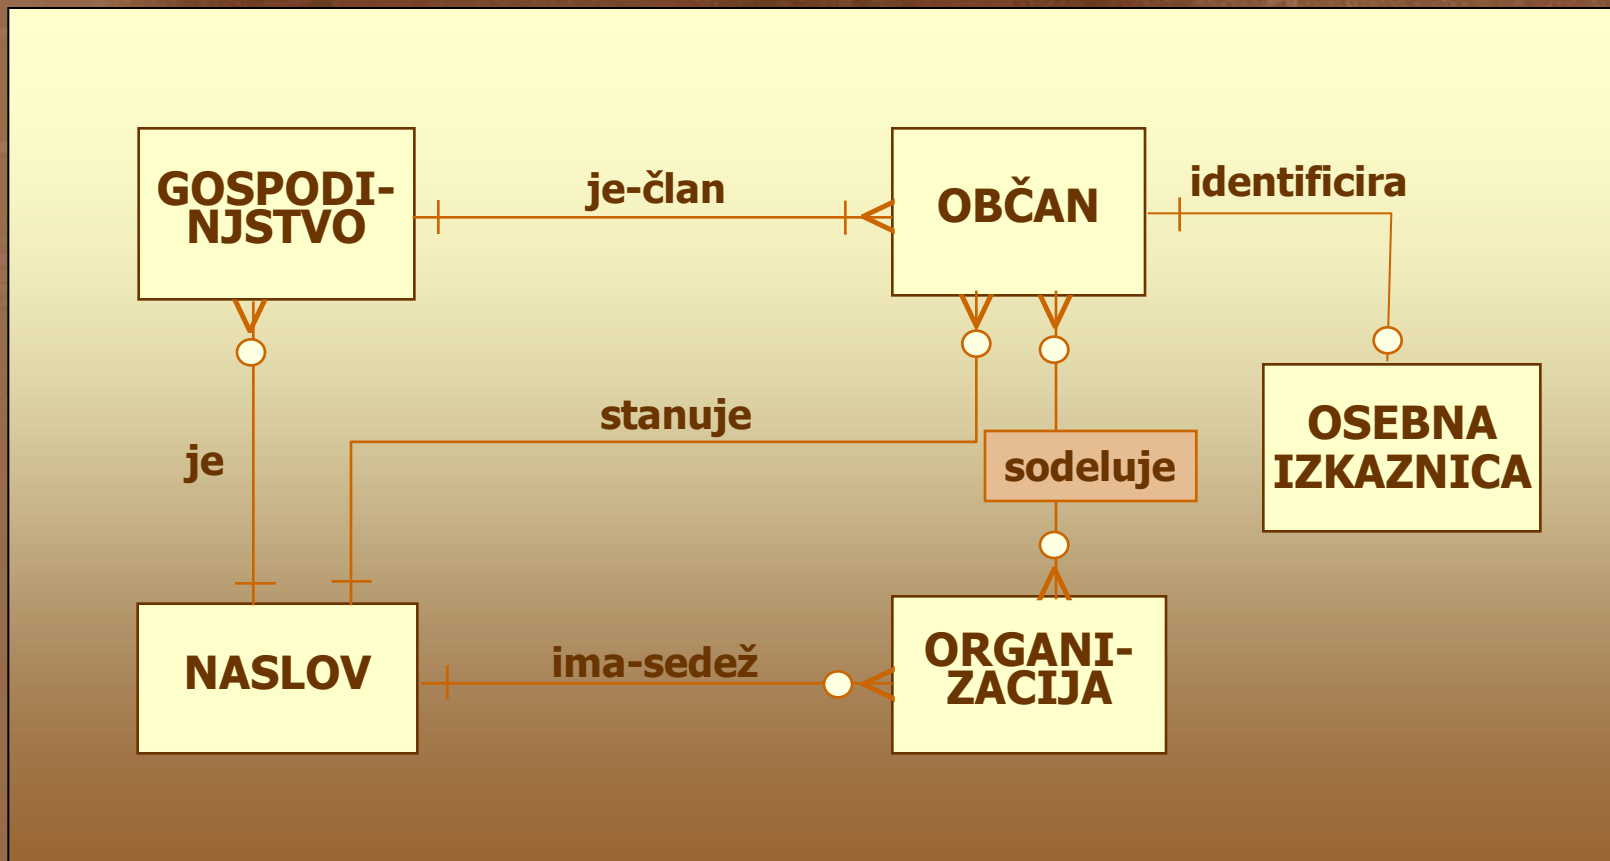 GOSPODI-
NJSTVO
je-član
OBČAN
identificira
stanuje
je
sodeluje
OSEBNA
IZKAZNICA
NASLOV
ima-sedež
ORGANI-
ZACIJA